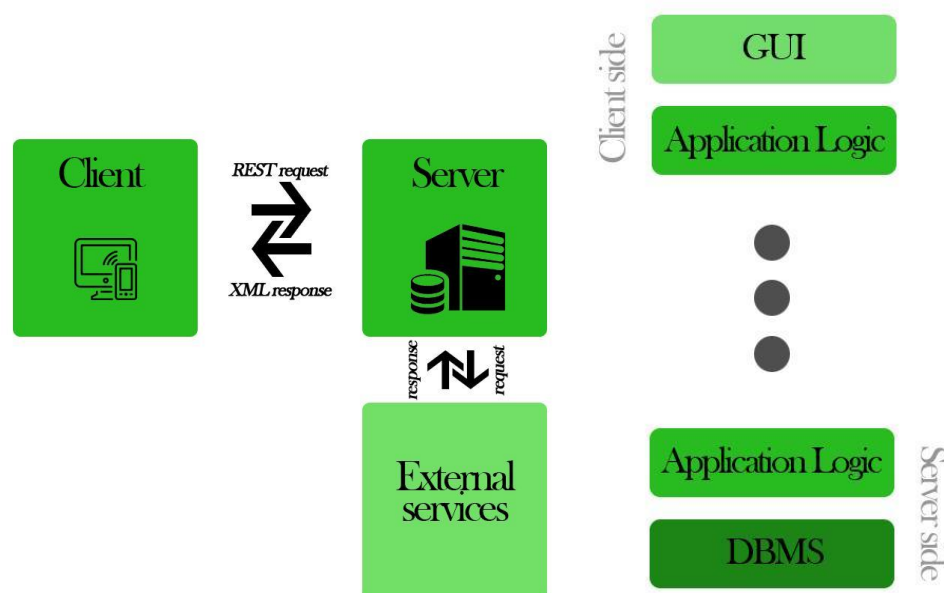 Client
REST request
XML response
Server
response
request
External
services
Client side
GUI
Application Logic
Application Logic
DBMS
Server side